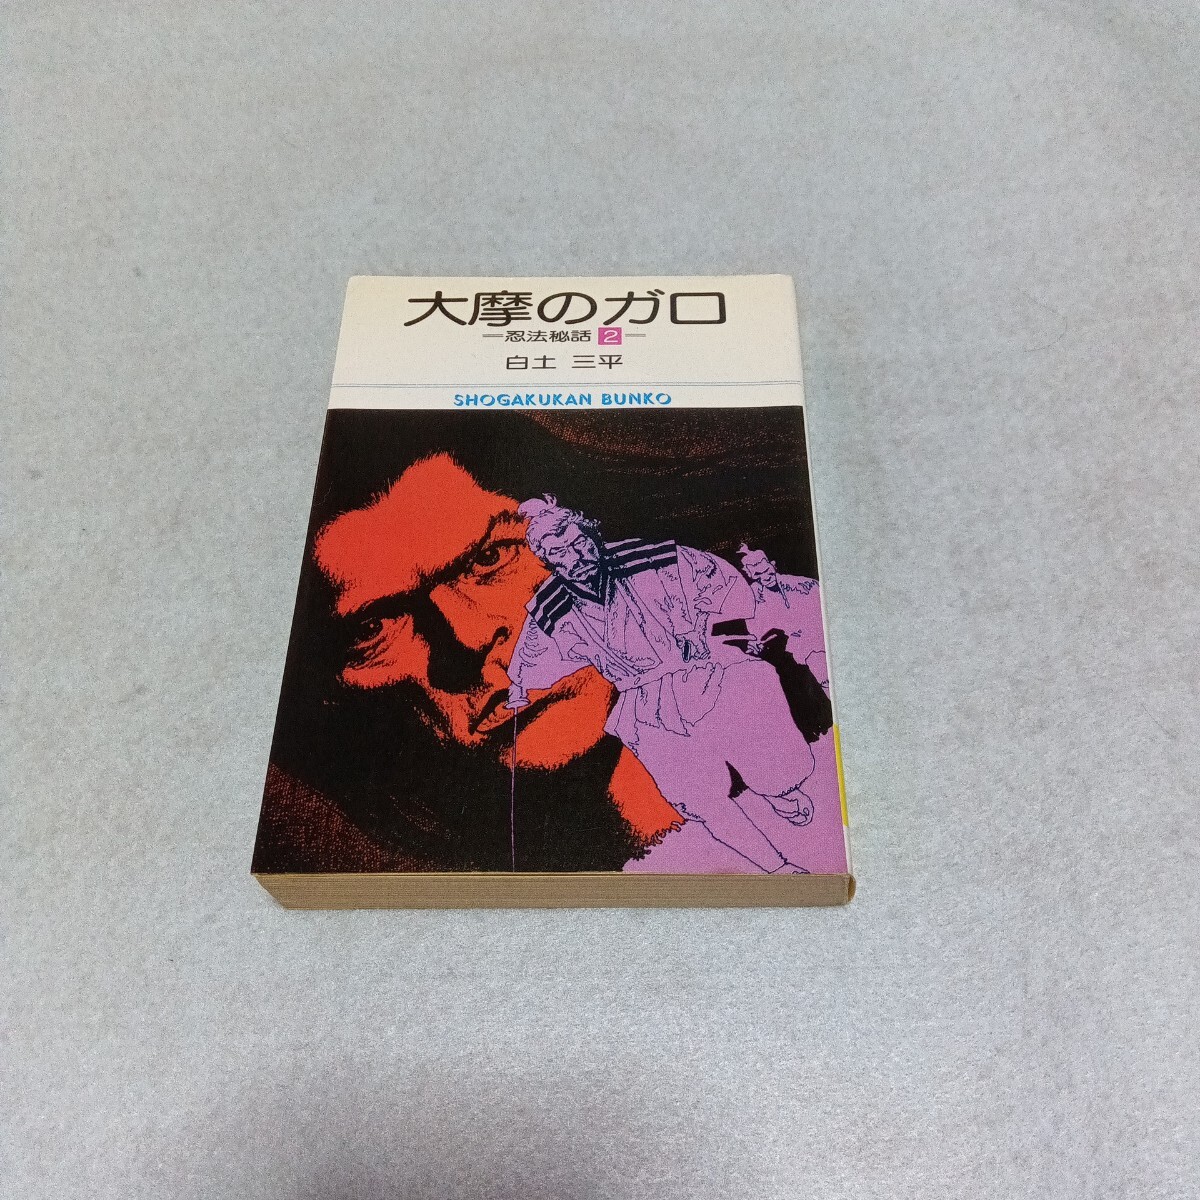 大摩のガロ
=忍法秘話2=
白土 三平
SHOGAKUKAN BUNKO